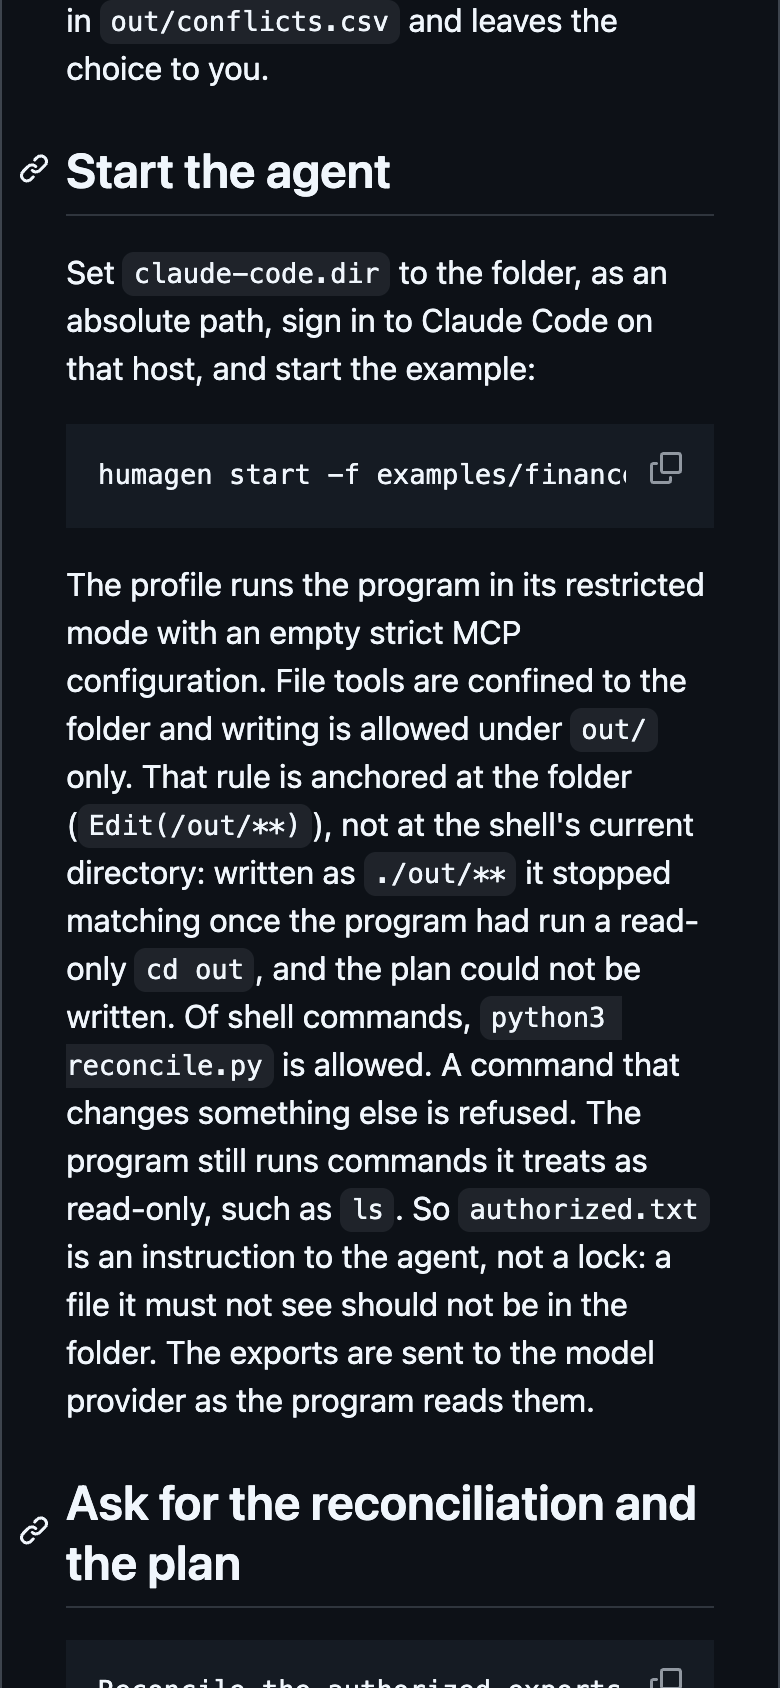 in out/conflicts.csv and leaves the
choice to you.
Start the agent
Set claude-code.dir to the folder, as an
absolute path, sign in to Claude Code on
that host, and start the example:
humagen start -f examples/financ
The profile runs the program in its restricted
mode with an empty strict MCP
configuration. File tools are confined to the
folder and writing is allowed under out/
only. That rule is anchored at the folder
(Edit(/out/**)), not at the shell's current
directory: written as ./out/** it stopped
matching once the program had run a read-
only cd out, and the plan could not be
written. Of shell commands, python3
reconcile.py is allowed. A command that
changes something else is refused. The
program still runs commands it treats as
read-only, such as ls. So authorized.txt
is an instruction to the agent, not a lock: a
file it must not see should not be in the
folder. The exports are sent to the model
provider as the program reads them.
Ask for the reconciliation and
the plan
Reconcile the authorized exports